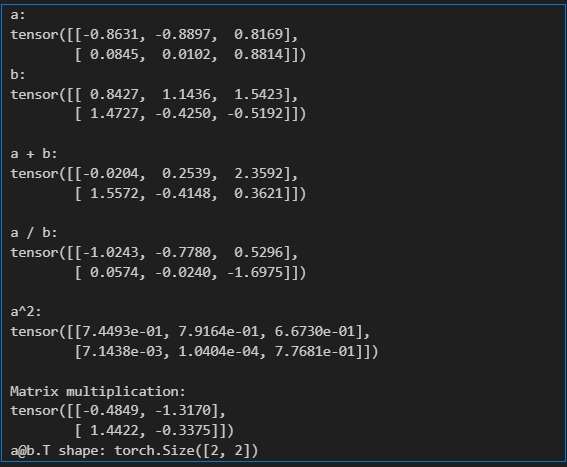 a:
tensor([[-0.8631, -0.8897,  0.8169],
        [ 0.0845,  0.0102,  0.8814]])
b:
tensor([[ 0.8427,  1.1436,  1.5423],
        [ 1.4727, -0.4250, -0.5192]])

a + b:
tensor([[-0.0204,  0.2539,  2.3592],
        [ 1.5572, -0.4148,  0.3621]])

a / b:
tensor([[-1.0243, -0.7780,  0.5296],
        [ 0.0574, -0.0240, -1.6975]])

a^2:
tensor([[7.4493e-01, 7.9164e-01, 6.6730e-01],
        [7.1438e-03, 1.0404e-04, 7.7681e-01]])

Matrix multiplication:
tensor([[-0.4849, -1.3170],
        [ 1.4422, -0.3375]])
a@b.T shape: torch.Size([2, 2])